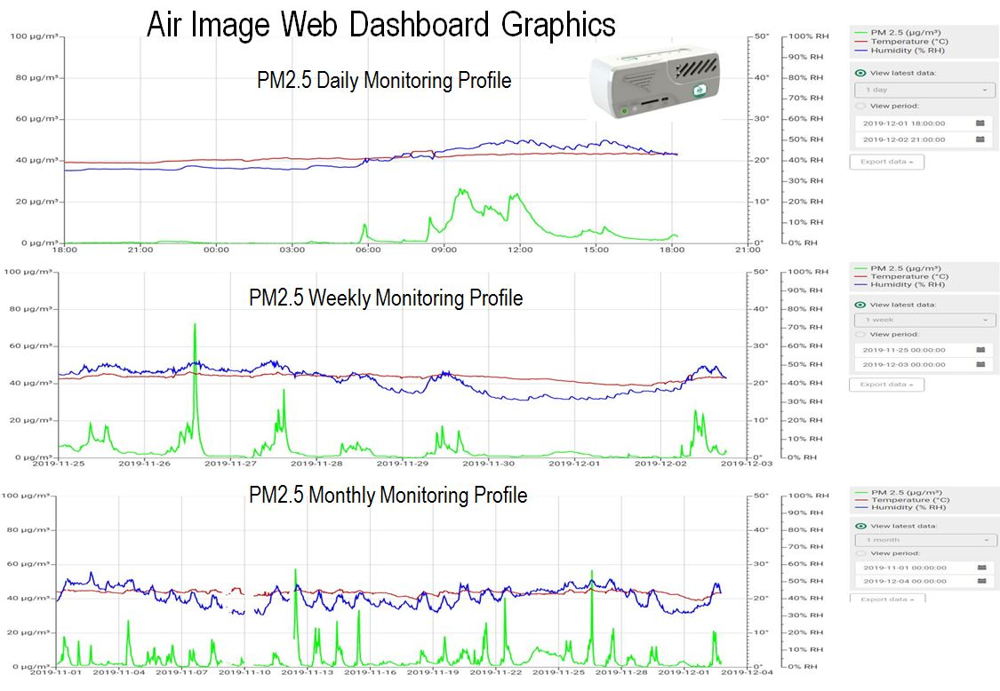 Air Image Web Dashboard Graphics
PM2.5 Daily Monitoring Profile
100 µg/m³
80 µg/m³
60 µg/m³
40 µg/m³
20 µg/m³
0 µg/m³
18:00 21:00 00:00 03:00 06:00 09:00 12:00 15:00 18:00 21:00
50°
40°
30°
20°
10°
0°
100% RH
90% RH
80% RH
70% RH
60% RH
50% RH
40% RH
30% RH
20% RH
10% RH
0% RH
PM 2.5 (µg/m³)
Temperature (°C)
Humidity (% RH)
View latest data:
1 day
View period:
2019-12-01 18:00:00
2019-12-02 21:00:00
Export data
PM2.5 Weekly Monitoring Profile
100 µg/m³
80 µg/m³
60 µg/m³
40 µg/m³
20 µg/m³
0 µg/m³
2019-11-25 2019-11-26 2019-11-27 2019-11-28 2019-11-29 2019-11-30 2019-12-01 2019-12-02 2019-12-03
50°
40°
30°
20°
10°
0°
100% RH
90% RH
80% RH
70% RH
60% RH
50% RH
40% RH
30% RH
20% RH
10% RH
0% RH
PM 2.5 (µg/m³)
Temperature (°C)
Humidity (% RH)
View latest data:
1 week
View period:
2019-11-25 00:00:00
2019-12-03 00:00:00
Export data
PM2.5 Monthly Monitoring Profile
100 µg/m³
80 µg/m³
60 µg/m³
40 µg/m³
20 µg/m³
0 µg/m³
2019-11-01 2019-11-04 2019-11-07 2019-11-10 2019-11-13 2019-11-16 2019-11-19 2019-11-22 2019-11-25 2019-11-28 2019-12-01 2019-12-04
50°
40°
30°
20°
10°
0°
100% RH
90% RH
80% RH
70% RH
60% RH
50% RH
40% RH
30% RH
20% RH
10% RH
0% RH
PM 2.5 (µg/m³)
Temperature (°C)
Humidity (% RH)
View latest data:
1 month
View period:
2019-11-01 00:00:00
2019-12-04 00:00:00
Export data